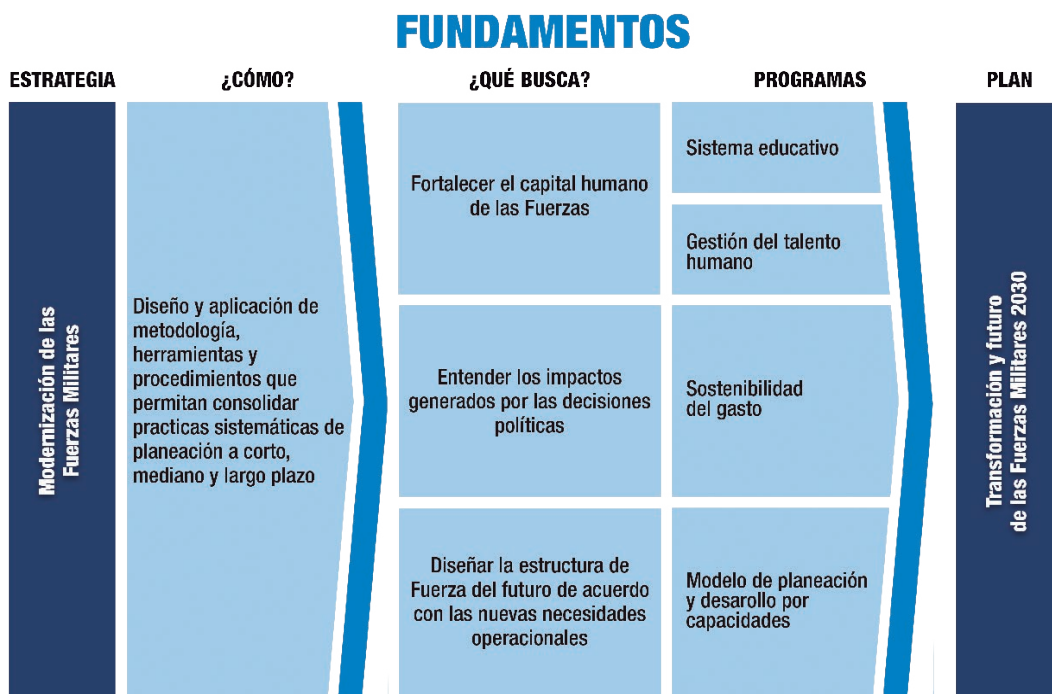 FUNDAMENTOS
ESTRATEGIA
¿CÓMO?
¿QUÉ BUSCA?
PROGRAMAS
PLAN
Modernización de las
Fuerzas Militares
Diseño y aplicación de
metodología,
herramientas y
procedimientos que
permitan consolidar
practicas sistemáticas de
planeación a corto,
mediano y largo plazo
Fortalecer el capital humano
de las Fuerzas
Entender los impactos
generados por las decisiones
políticas
Diseñar la estructura de
Fuerza del futuro de acuerdo
con las nuevas necesidades
operacionales
Sistema educativo
Gestión del talento
humano
Sostenibilidad
del gasto
Modelo de planeación
y desarollo por
capacidades
Transformación y futuro
de las Fuerzas Militares 2030